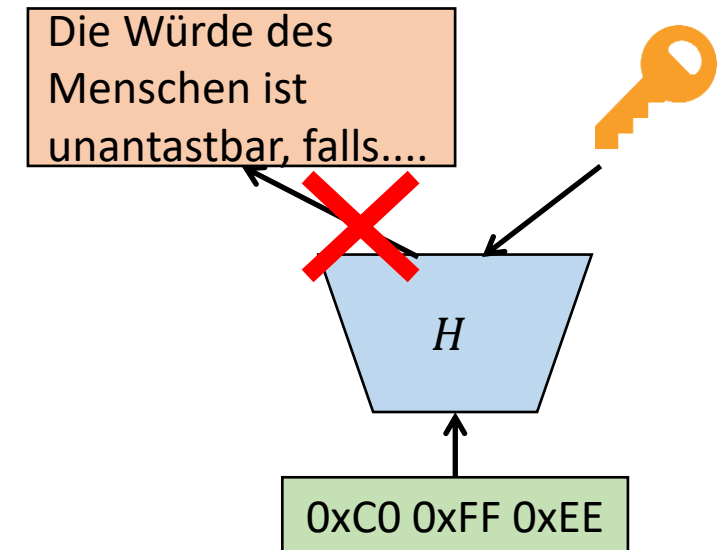 Die Würde des
Menschen ist
unantastbar, falls....
H
0xC0 0xFF 0xEE